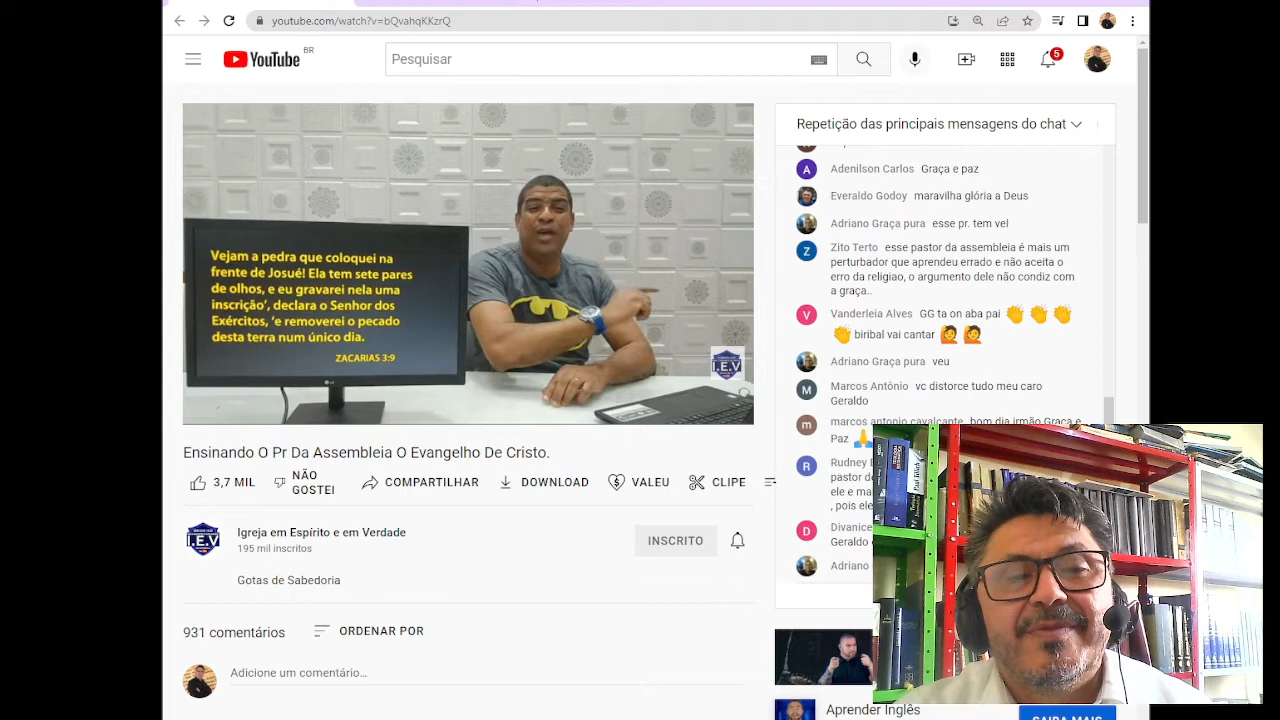 youtube.com/watch?v=bQvahqKKzrQ
YouTube BR
Pesquisar
5
Vejam a pedra que coloquei na
frente de Josué! Ela tem sete pares
de olhos, e eu gravarei nela uma
inscrição’, declara o Senhor dos
Exércitos, ‘e removerei o pecado
desta terra num único dia.
ZACARIAS 3:9
LG
I.E.V
Ensinando O Pr Da Assembleia O Evangelho De Cristo.
3,7 MIL
NÃO
GOSTEI
COMPARTILHAR
DOWNLOAD
VALEU
CLIPE
I.E.V
Igreja em Espírito e em Verdade
195 mil inscritos
INSCRITO
Gotas de Sabedoria
931 comentários
ORDENAR POR
Adicione um comentário...
Repetição das principais mensagens do chat
A Adenilson Carlos Graça e paz
Everaldo Godoy maravilha glória a Deus
Adriano Graça pura esse pr. tem vel
Z Zito Terto esse pastor da assembleia é mais um
perturbador que aprendeu errado e não aceita o
erro da religiao, o argumento dele não condiz com
a graça..
V Vanderleia Alves GG ta on aba pai 👏 👏 👏
👏 biribal vai cantar 🙋 🙋
Adriano Graça pura veu
M Marcos Antônio vc distorce tudo meu caro
Geraldo
m marcos antonio cavalcante bom dia irmão Graça e
Paz 🙏
R Rudney
pastor da
ele e ma
, pois ele
D Divanice
Geraldo
Adriano
Aprender Inglês
SAIBA MAIS